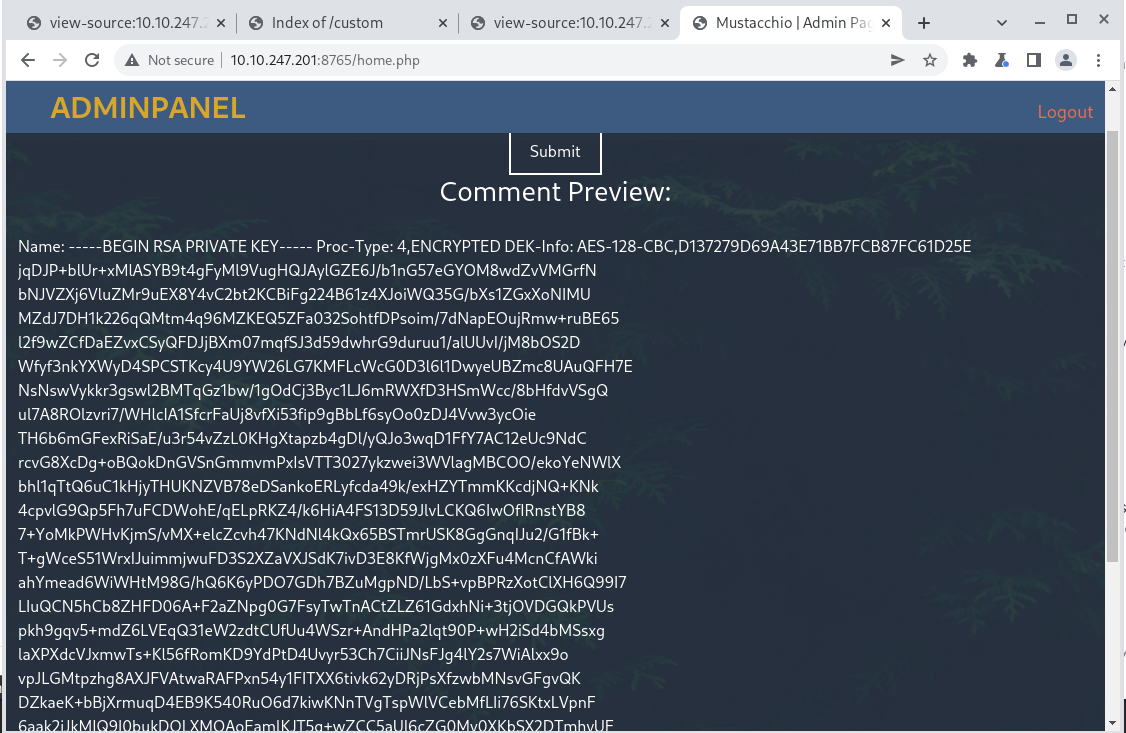 view-source:10.10.247.2
Index of /custom
view-source:10.10.247.2
Mustacchio | Admin Pag
Not secure
10.10.247.201:8765/home.php
ADMINPANEL
Logout
Submit
Comment Preview:
Name: -----BEGIN RSA PRIVATE KEY----- Proc-Type: 4,ENCRYPTED DEK-Info: AES-128-CBC,D137279D69A43E71BB7FCB87FC61D25E
jqDJP+blUr+xMlASYB9t4gFyMl9VugHQJAylGZE6J/b1nG57eGYOM8wdZvVMGrfN
bNJVZXj6VluZMr9uEX8Y4vC2bt2KCBiFg224B61z4XJoiWQ35G/bXs1ZGxXoNIMU
MZdJ7DH1k226qQMtm4q96MZKEQ5ZFa032SohtfDPsoim/7dNapEOujRmw+ruBE65
l2f9wZCfDaEZvxCSyQFDJjBXm07mqfSJ3d59dwhrG9duruu1/alUUvI/jM8bOS2D
Wfyf3nkYXWyD4SPCSTKcy4U9YW26LG7KMFLcWcG0D3l6l1DwyeUBZmc8UAuQFH7E
NsNswVykkr3gswl2BMTqGz1bw/1gOdCj3Byc1LJ6mRWXfD3HSmWcc/8bHfdvVSgQ
ul7A8ROlzvri7/WHlcIA1SfcrFaUj8vfXi53fip9gBbLf6syOo0zDJ4Vvw3ycOie
TH6b6mGFexRiSaE/u3r54vZzL0KHgXtapzb4gDl/yQJo3wqD1FfY7AC12eUc9NdC
rcvG8XcDg+oBQokDnGVSnGmmvmPxIsVTT3027ykzwei3WVlagMBCOO/ekoYeNWlX
bhl1qTtQ6uC1kHjyTHUKNZVB78eDSankoERLyfcda49k/exHZYTmmKKcdjNQ+KNk
4cpvlG9Qp5Fh7uFCDWohE/qELpRKZ4/k6HiA4FS13D59JlvLCKQ6IwOfIRnstYB8
7+YoMkPWHvKjmS/vMX+elcZcvh47KNdNl4kQx65BSTmrUSK8GgGnqIJu2/G1fBk+
T+gWceS51WrxIJuimmjwuFD3S2XZaVXJSdK7ivD3E8KfWjgMx0zXFu4McnCfAWki
ahYmead6WiWHtM98G/hQ6K6yPDO7GDh7BZuMgpND/LbS+vpBPRzXotClXH6Q99I7
LIuQCN5hCb8ZHFD06A+F2aZNpg0G7FsyTwTnACtZLZ61GdxhNi+3tjOVDGQkPVUs
pkh9gqv5+mdZ6LVEqQ31eW2zdtCUfUu4WSzr+AndHPa2lqt90P+wH2iSd4bMSsxg
laXPXdcVJxmwTs+Kl56fRomKD9YdPtD4Uvyr53Ch7CiiJNsFJg4lY2s7WiAlxx9o
vpJLGMtpzhg8AXJFVAtwaRAFPxn54y1FITXX6tivk62yDRjPsXfzwbMNsvGFgvQK
DZkaeK+bBjXrmuqD4EB9K540RuO6d7kiwKNnTVgTspWlVCebMfLIi76SKtxLVpnF
6aak2iJkMIQ9I0bukDOLXMOAoEamlKJT5g+wZCC5aUI6cZG0Mv0XKbSX2DTmhyUF